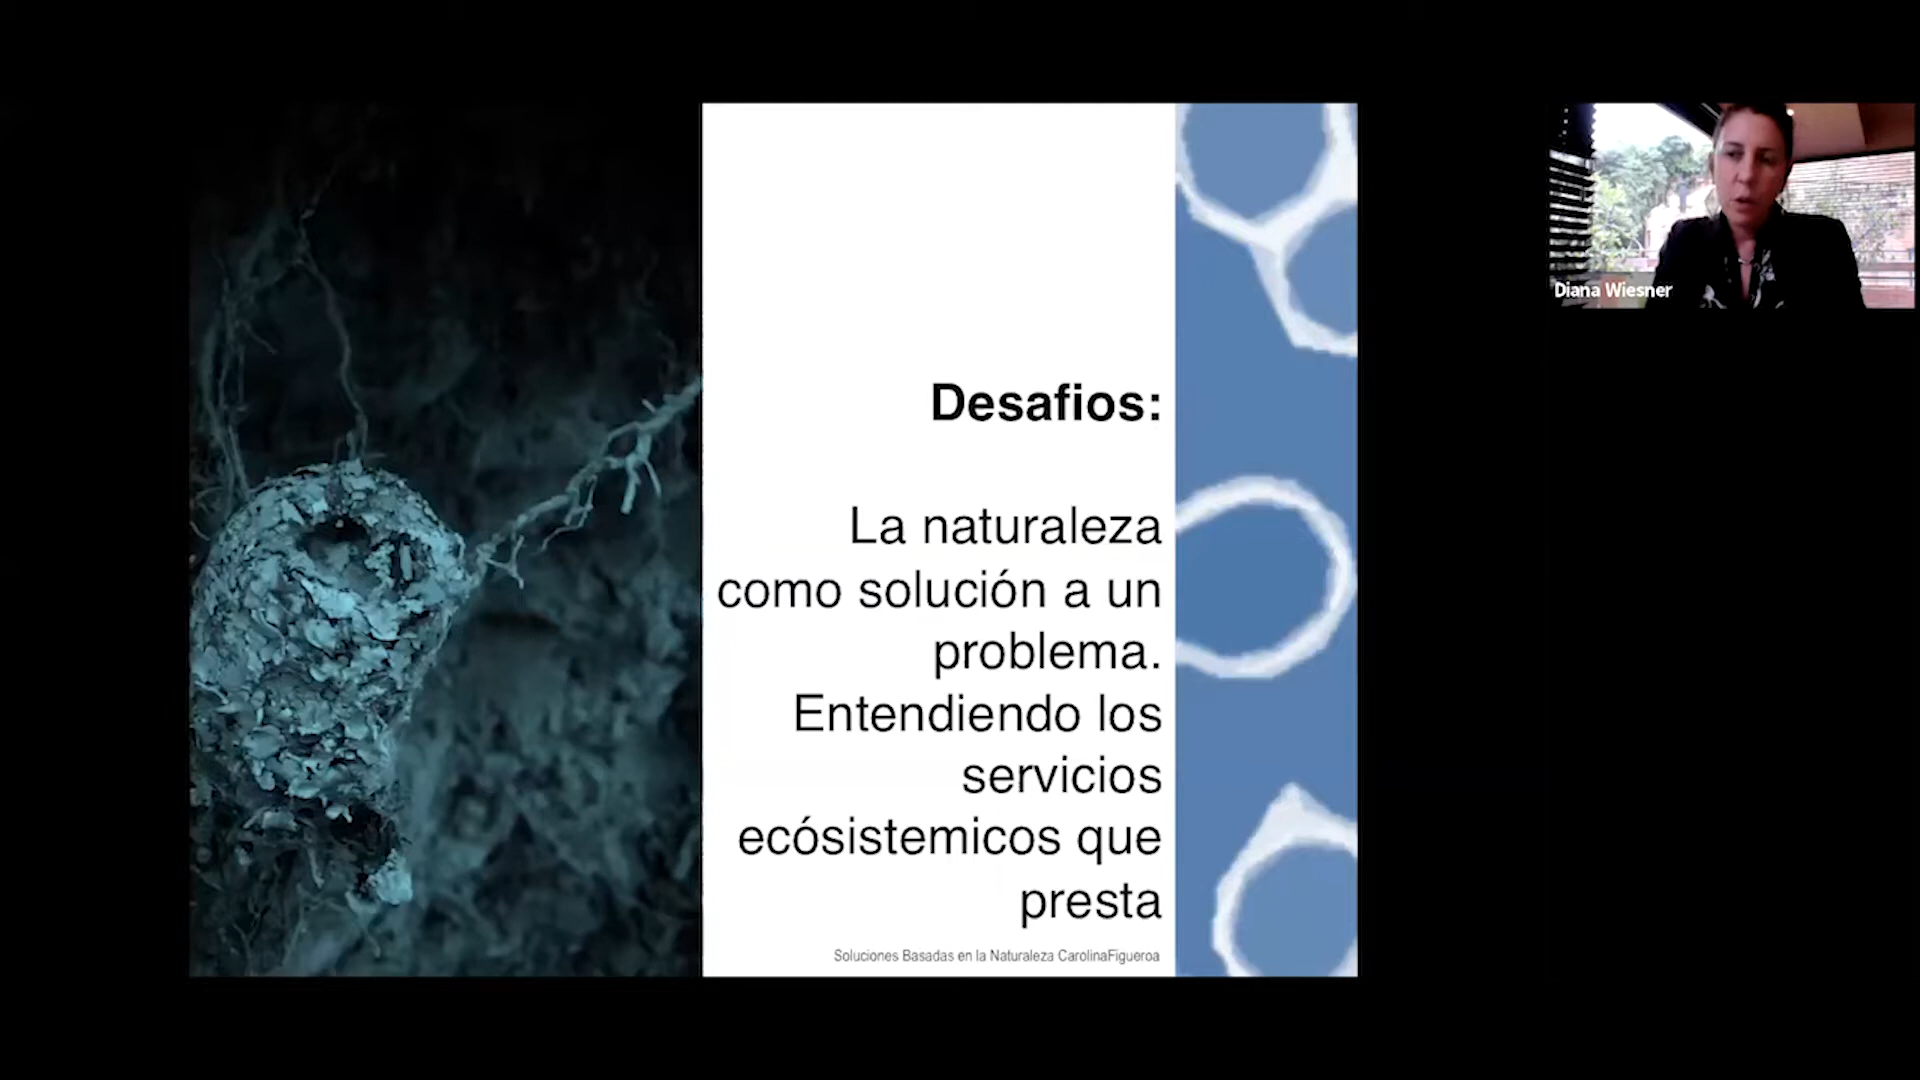 Desafios:
La naturaleza
como solución a un
problema.
Entendiendo los
servicios
ecósistemicos que
presta
Soluciones Basadas en la Naturaleza CarolinaFigueroa
Diana Wiesner